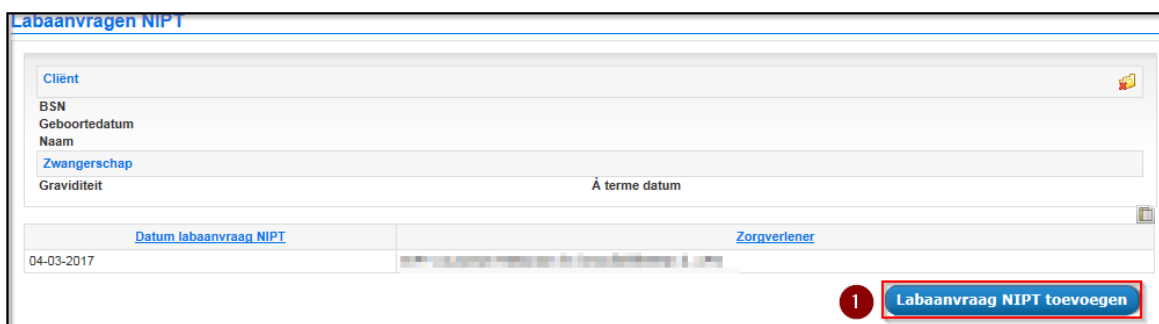 Labaanvragen NIPT
Cliënt
BSN
Geboortedatum
Naam
Zwangerschap
Graviditeit À terme datum
Datum labaanvraag NIPT Zorgverlener
04-03-2017
1 Labaanvraag NIPT toevoegen